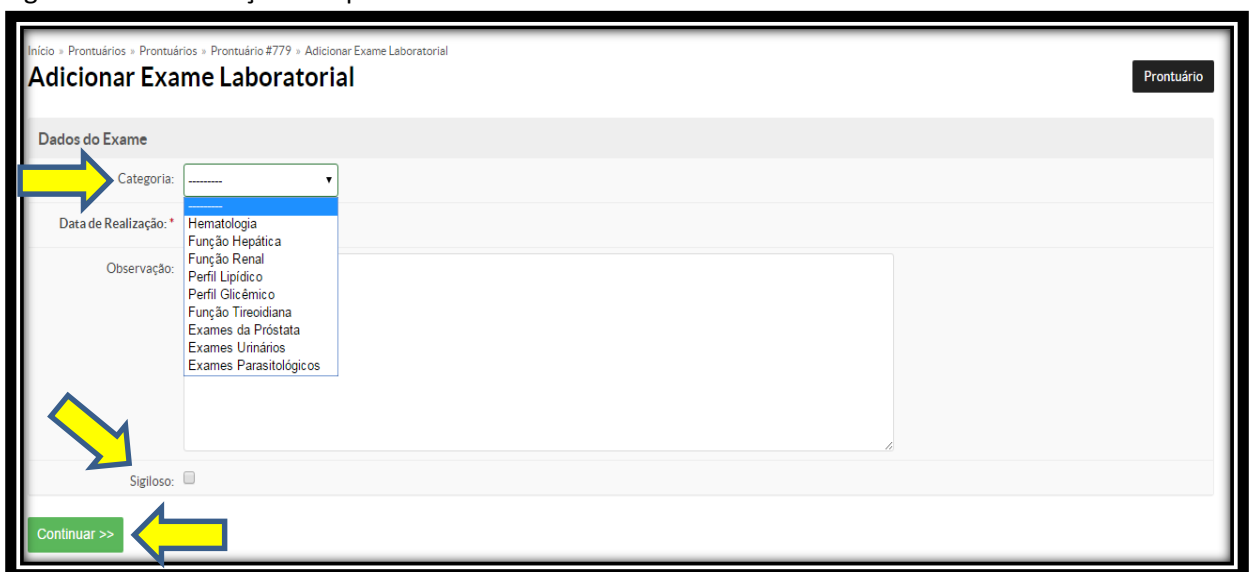 Início » Prontuários » Prontuários » Prontuário #779 » Adicionar Exame Laboratorial
Adicionar Exame Laboratorial
Prontuário
Dados do Exame
Categoria: ---------
---------
Data de Realização: *
Hematologia
Função Hepática
Função Renal
Observação:
Perfil Lipídico
Perfil Glicêmico
Função Tireoidiana
Exames da Próstata
Exames Urinários
Exames Parasitológicos
Sigiloso:
Continuar >>